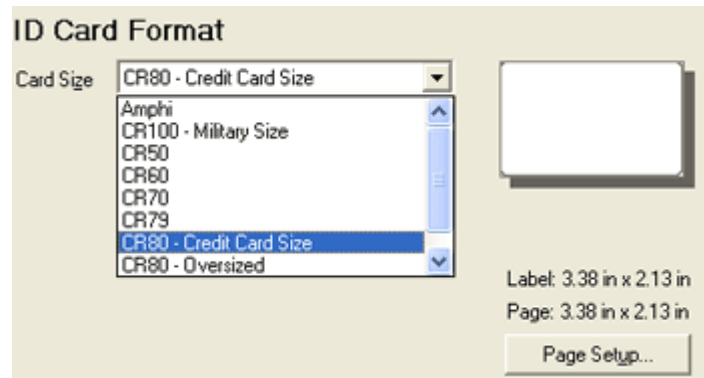 ID Card Format
Card Size
CR80 - Credit Card Size
Amphi
CR100 - Military Size
CR50
CR60
CR70
CR79
CR80 - Credit Card Size
CR80 - Oversized
Label: 3.38 in x 2.13 in
Page: 3.38 in x 2.13 in
Page Setup...